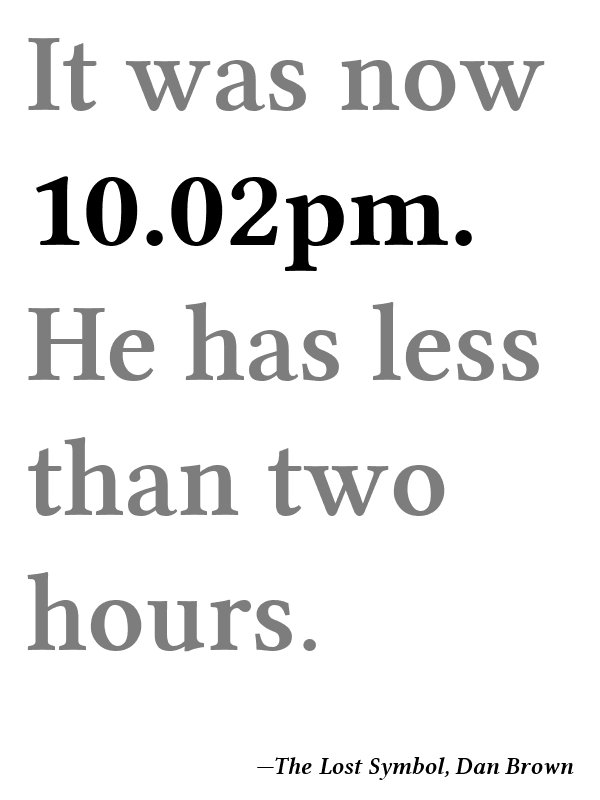 It was now
10.02pm.
He has less
than two
hours.
—The Lost Symbol, Dan Brown